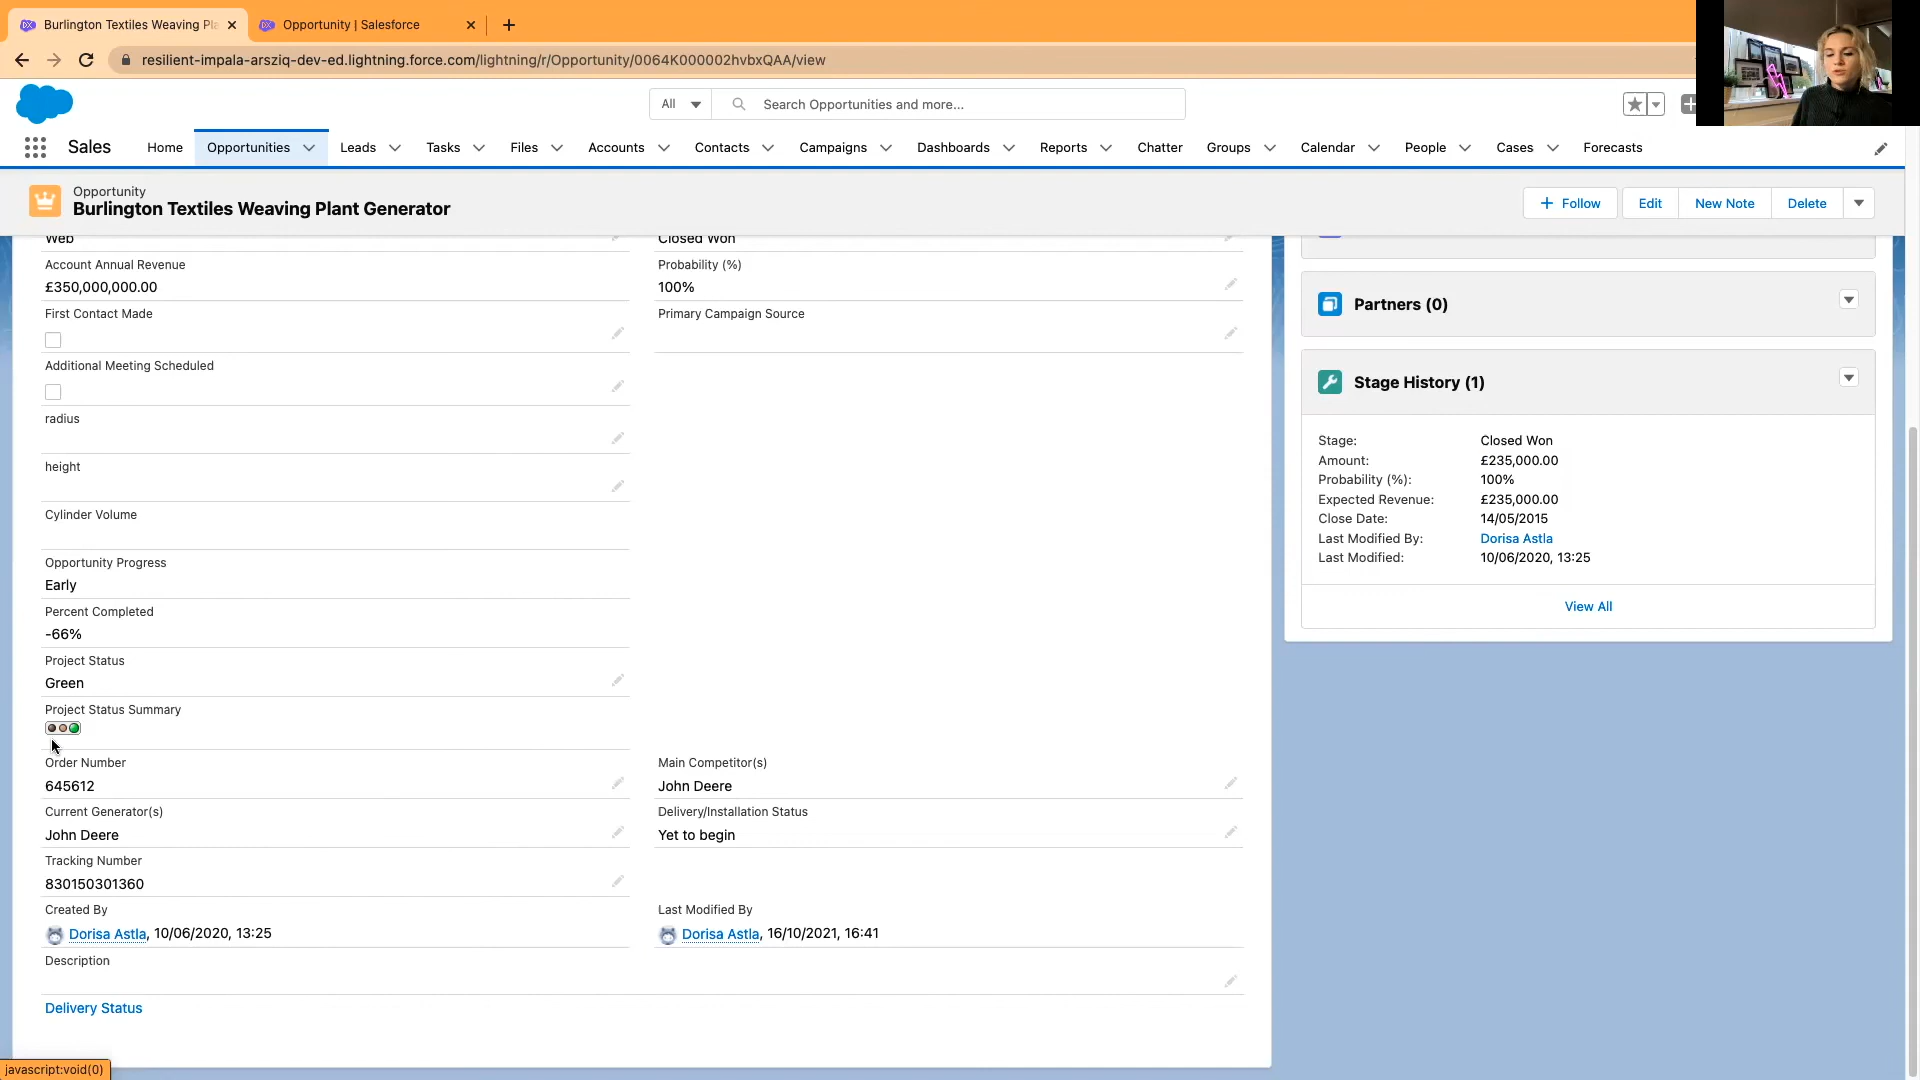 Burlington Textiles Weaving Pla
Opportunity | Salesforce
resilient-impala-arsziq-dev-ed.lightning.force.com/lightning/r/Opportunity/0064K000002hvbxQAA/view
All
Search Opportunities and more...
Sales
Home
Opportunities
Leads
Tasks
Files
Accounts
Contacts
Campaigns
Dashboards
Reports
Chatter
Groups
Calendar
People
Cases
Forecasts
Opportunity
Burlington Textiles Weaving Plant Generator
Follow
Edit
New Note
Delete
Web
Closed Won
Account Annual Revenue
£350,000,000.00
Probability (%)
100%
First Contact Made
Primary Campaign Source
Additional Meeting Scheduled
radius
height
Cylinder Volume
Opportunity Progress
Early
Percent Completed
-66%
Project Status
Green
Project Status Summary
Order Number
645612
Main Competitor(s)
John Deere
Current Generator(s)
John Deere
Delivery/Installation Status
Yet to begin
Tracking Number
830150301360
Created By
Dorisa Astla, 10/06/2020, 13:25
Last Modified By
Dorisa Astla, 16/10/2021, 16:41
Description
Delivery Status
Partners (0)
Stage History (1)
Stage: Closed Won
Amount: £235,000.00
Probability (%): 100%
Expected Revenue: £235,000.00
Close Date: 14/05/2015
Last Modified By: Dorisa Astla
Last Modified: 10/06/2020, 13:25
View All
javascript:void(0)